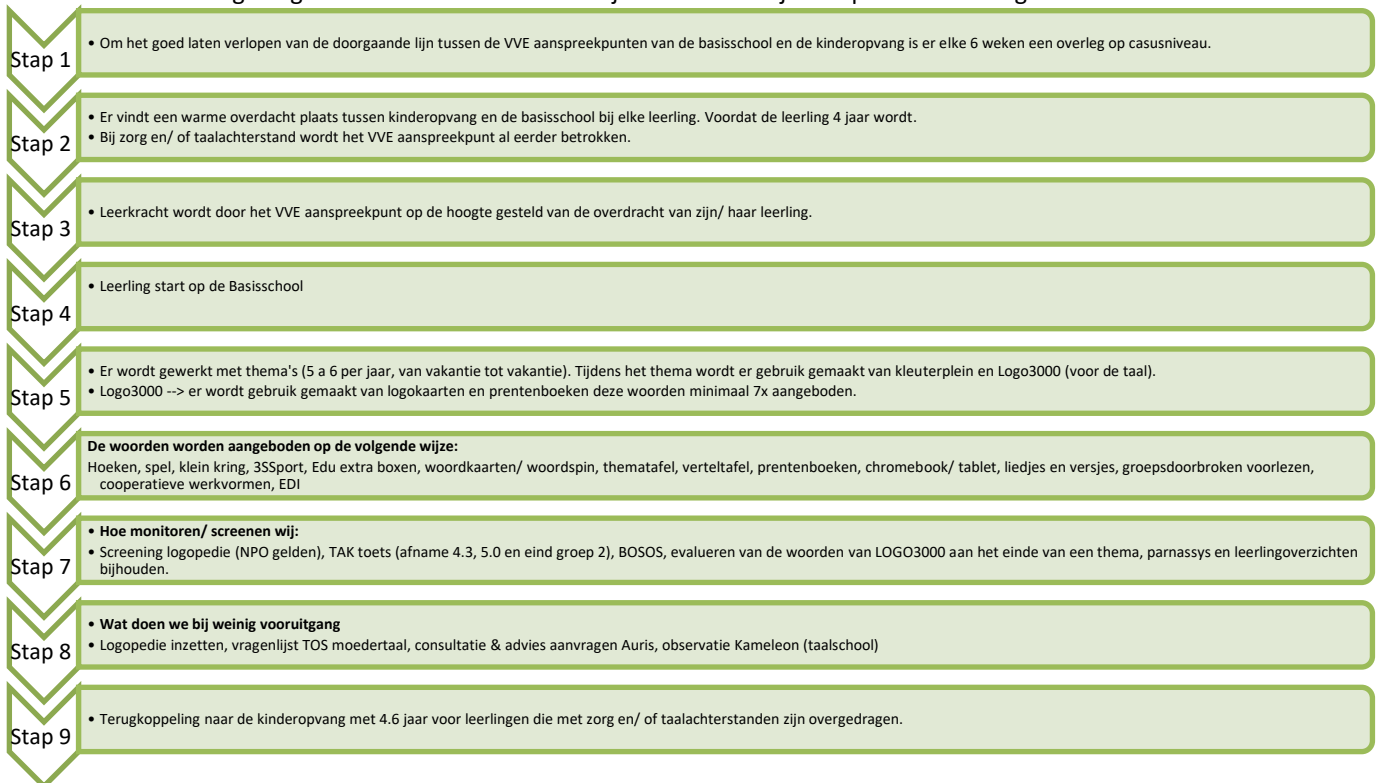 Stap 1
• Om het goed laten verlopen van de doorgaande lijn tussen de VVE aanspreekpunten van de basisschool en de kinderopvang is er elke 6 weken een overleg op casusniveau.
Stap 2
• Er vindt een warme overdacht plaats tussen kinderopvang en de basisschool bij elke leerling. Voordat de leerling 4 jaar wordt.
• Bij zorg en/ of taalachterstand wordt het VVE aanspreekpunt al eerder betrokken.
Stap 3
• Leerkracht wordt door het VVE aanspreekpunt op de hoogte gesteld van de overdracht van zijn/ haar leerling.
Stap 4
• Leerling start op de Basisschool
Stap 5
• Er wordt gewerkt met thema's (5 a 6 per jaar, van vakantie tot vakantie). Tijdens het thema wordt er gebruik gemaakt van kleuterplein en Logo3000 (voor de taal).
• Logo3000 --> er wordt gebruik gemaakt van logokaarten en prentenboeken deze woorden minimaal 7x aangeboden.
Stap 6
De woorden worden aangeboden op de volgende wijze:
Hoeken, spel, klein kring, 3SSport, Edu extra boxen, woordkaarten/ woordspin, thematafel, verteltafel, prentenboeken, chromebook/ tablet, liedjes en versjes, groepsdoorbroken voorlezen,
cooperatieve werkvormen, EDI
Stap 7
• Hoe monitoren/ screenen wij:
• Screening logopedie (NPO gelden), TAK toets (afname 4.3, 5.0 en eind groep 2), BOSOS, evalueren van de woorden van LOGO3000 aan het einde van een thema, parnassys en leerlingoverzichten
bijhouden.
Stap 8
• Wat doen we bij weinig vooruitgang
• Logopedie inzetten, vragenlijst TOS moedertaal, consultatie & advies aanvragen Auris, observatie Kameleon (taalschool)
Stap 9
• Terugkoppeling naar de kinderopvang met 4.6 jaar voor leerlingen die met zorg en/ of taalachterstanden zijn overgedragen.